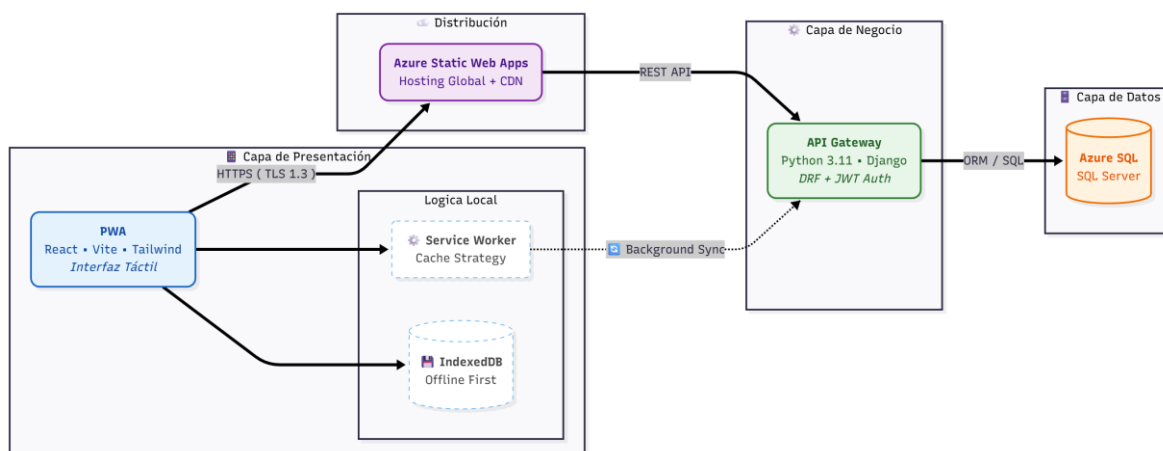 Distribución
Azure Static Web Apps
Hosting Global + CDN
Capa de Presentación
HTTPS ( TLS 1.3 )
PWA
React • Vite • Tailwind
Interfaz Táctil
Logica Local
Service Worker
Cache Strategy
IndexedDB
Offline First
REST API
Background Sync
Capa de Negocio
API Gateway
Python 3.11 • Django
DRF + JWT Auth
ORM / SQL
Capa de Datos
Azure SQL
SQL Server